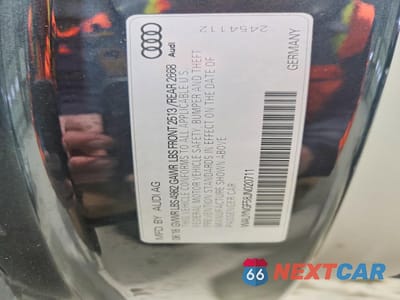 2454112
Audi
MFD BY AUDI AG
LBS 4982 GAWR LBS FRONT 2513 / REAR 2668
THIS VEHICLE CONFORMS TO ALL APPLICABLE U.S.
FEDERAL MOTOR VEHICLE SAFETY, BUMPER AND THEFT
PREVENTION STANDARDS IN EFFECT ON THE DATE OF
MANUFACTURE SHOWN ABOVE.
PASSENGER CAR
GERMANY
66 NEXTCAR